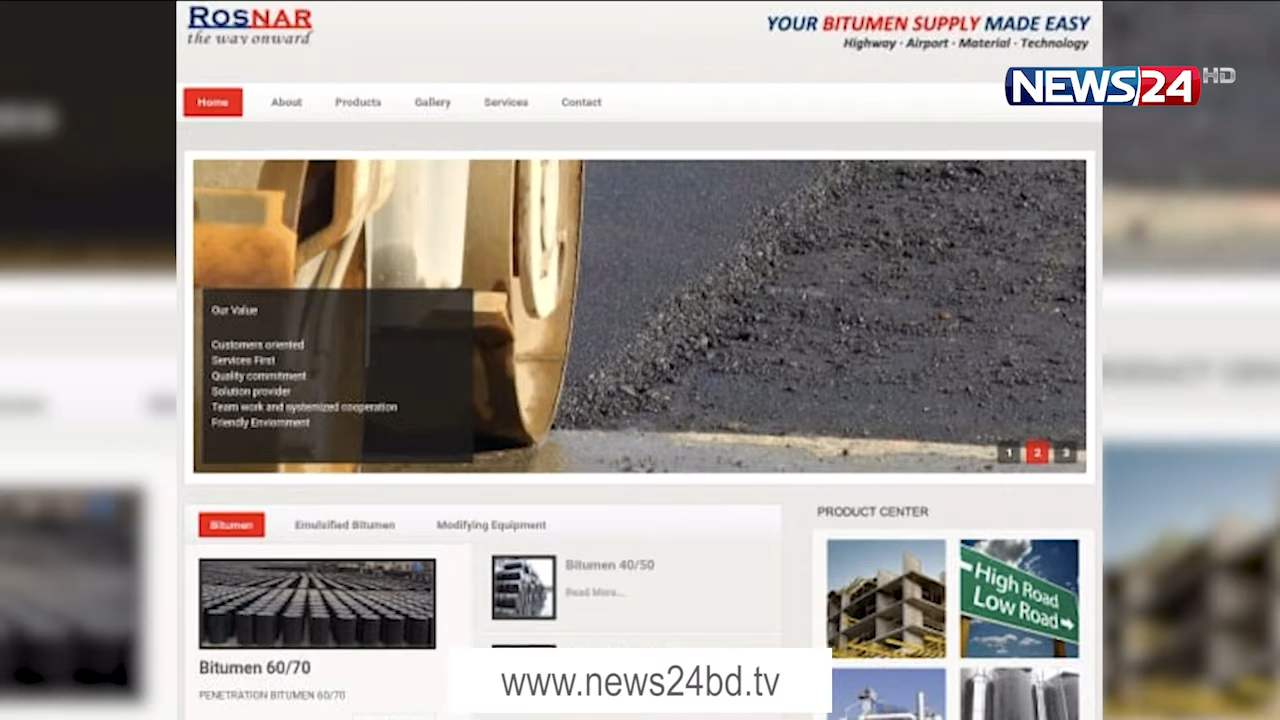 ROSNAR
the way onward
YOUR BITUMEN SUPPLY MADE EASY
Highway · Airport · Material · Technology
NEWS24 HD
Home
About
Products
Gallery
Services
Contact
Our Value
Customers oriented
Services First
Quality commitment
Solution provider
Team work and systemized cooperation
Friendly Enviornment
1
2
3
Bitumen
Emulsified Bitumen
Modifying Equipment
PRODUCT CENTER
Bitumen 40/50
Read More...
High Road
Low Road
Bitumen 60/70
PENETRATION BITUMEN 60/70
www.news24bd.tv